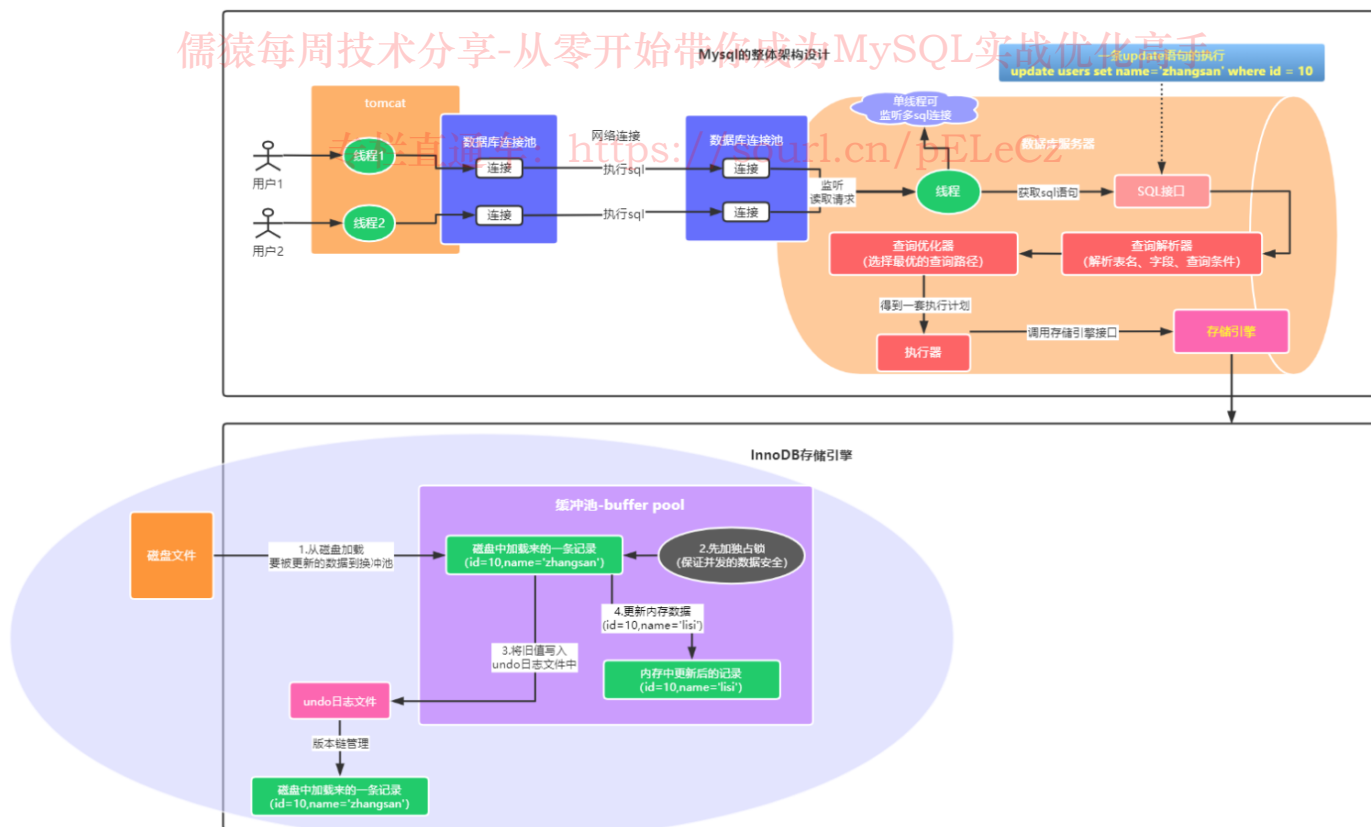 儒猿每周技术分享-从零开始带你成为MySQL实战优化高手
Mysql的整体架构设计
一条update语句的执行
update users set name='zhangsan' where id = 10
tomcat
单线程可
监听多sql连接
数据库连接池
网络连接
数据库连接池
专栏直通车：https://sourl.cn/pELeCz
数据库服务器
用户1
线程1
连接
执行sql
连接
监听
读取请求
线程
获取sql语句
SQL接口
用户2
线程2
连接
执行sql
连接
查询优化器
(选择最优的查询路径)
查询解析器
(解析表名、字段、查询条件)
得到一套执行计划
执行器
调用存储引擎接口
存储引擎
InnoDB存储引擎
缓冲池-buffer pool
磁盘文件
1.从磁盘加载
要被更新的数据到换冲池
磁盘中加载来的一条记录
(id=10,name='zhangsan')
2.先加独占锁
(保证并发的数据安全)
4.更新内存数据
(id=10,name='lisi')
3.将旧值写入
undo日志文件中
内存中更新后的记录
(id=10,name='lisi')
undo日志文件
版本链管理
磁盘中加载来的一条记录
(id=10,name='zhangsan')